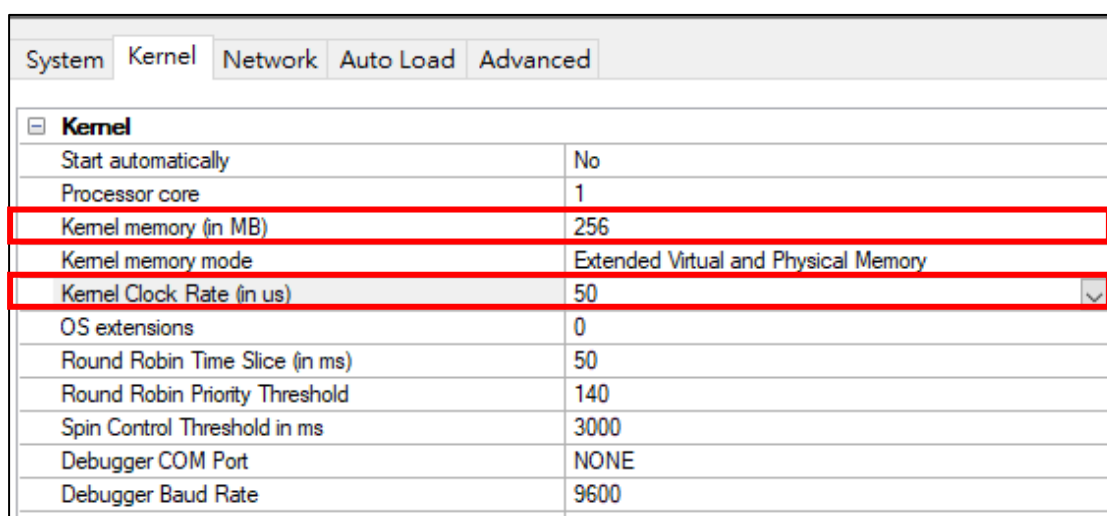 System Kernel Network Auto Load Advanced
Kernel
Start automatically No
Processor core 1
Kernel memory (in MB) 256
Kernel memory mode Extended Virtual and Physical Memory
Kernel Clock Rate (in us) 50
OS extensions 0
Round Robin Time Slice (in ms) 50
Round Robin Priority Threshold 140
Spin Control Threshold in ms 3000
Debugger COM Port NONE
Debugger Baud Rate 9600